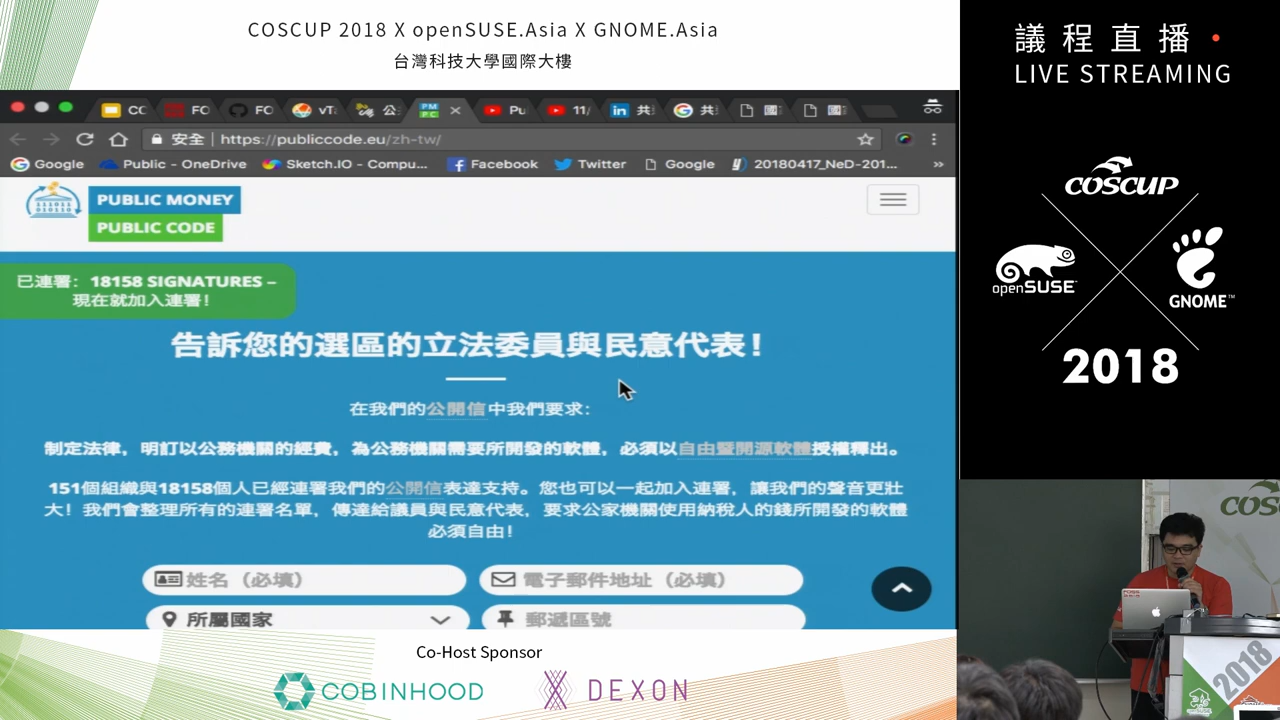 COSCUP 2018 X openSUSE.Asia X GNOME.Asia
台灣科技大學國際大樓
議程直播
LIVE STREAMING
安全 https://publiccode.eu/zh-tw/
Google Public - OneDrive Sketch.IO - Compu... Facebook Twitter Google 20180417_NeD-201... »
PUBLIC MONEY
PUBLIC CODE
已連署: 18158 SIGNATURES –
現在就加入連署!
告訴您的選區的立法委員與民意代表!
在我們的公開信中我們要求:
制定法律，明訂以公務機關的經費，為公務機關需要所開發的軟體，必須以自由暨開源軟體授權釋出。
151個組織與18158個人已經連署我們的公開信表達支持。您也可以一起加入連署，讓我們的聲音更壯
大! 我們會整理所有的連署名單，傳達給議員與民意代表，要求公家機關使用納稅人的錢所開發的軟體
必須自由!
姓名（必填） 電子郵件地址（必填）
所屬國家 郵遞區號
COSCUP
openSUSE
GNOME™
2018
Co-Host Sponsor
COBINHOOD DEXON
2018